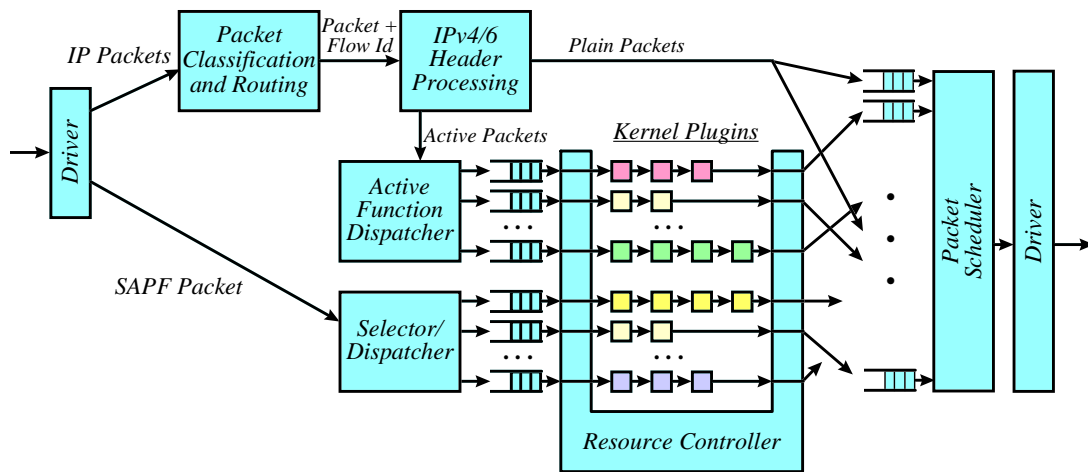 Packet
Classification
and Routing
Packet +
Flow Id
IPv4/6
Header
Processing
IP Packets
Plain Packets
Driver
Active Packets
Kernel Plugins
Active
Function
Dispatcher
SAPF Packet
Selector/
Dispatcher
Resource Controller
Packet
Scheduler
Driver